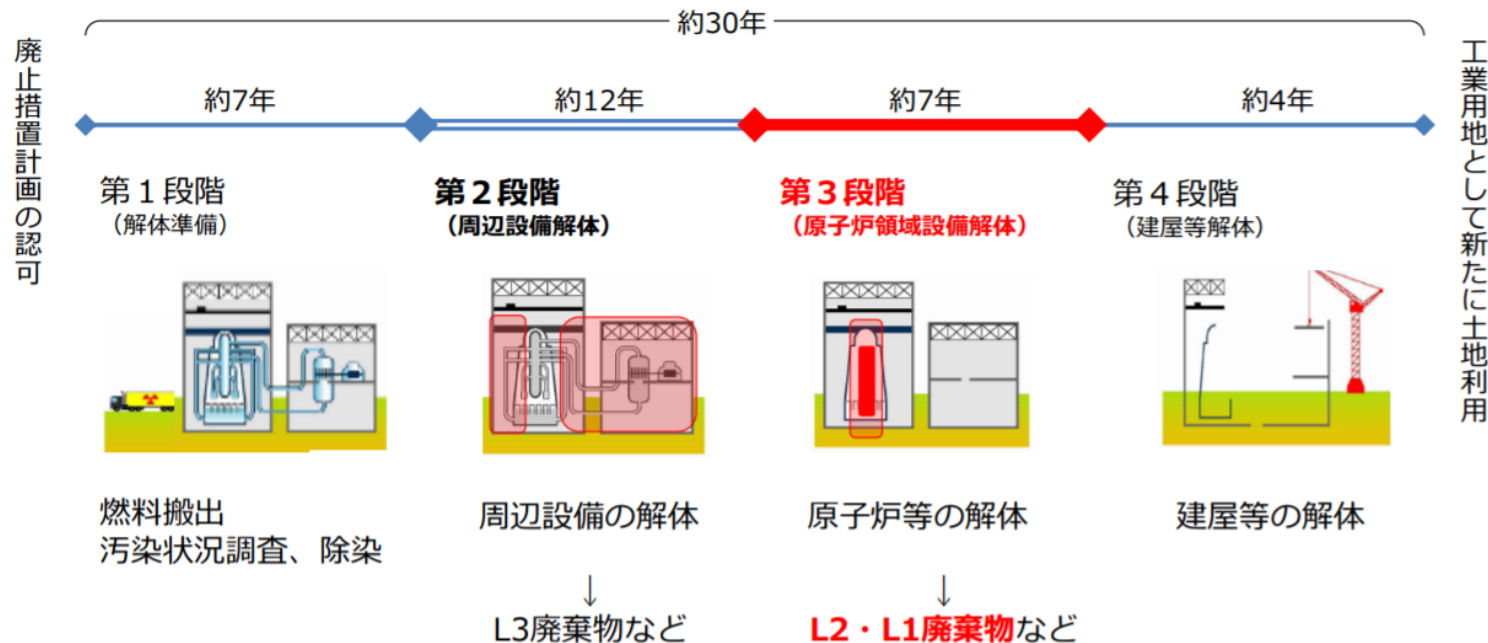 約30年
廃止措置計画の認可
約7年
約12年
約7年
約4年
工業用地として新たに土地利用
第１段階
（解体準備）
第２段階
（周辺設備解体）
第３段階
（原子炉領域設備解体）
第４段階
（建屋等解体）
燃料搬出
汚染状況調査、除染
周辺設備の解体
原子炉等の解体
建屋等の解体
↓
↓
L3廃棄物など
L2・L1廃棄物など